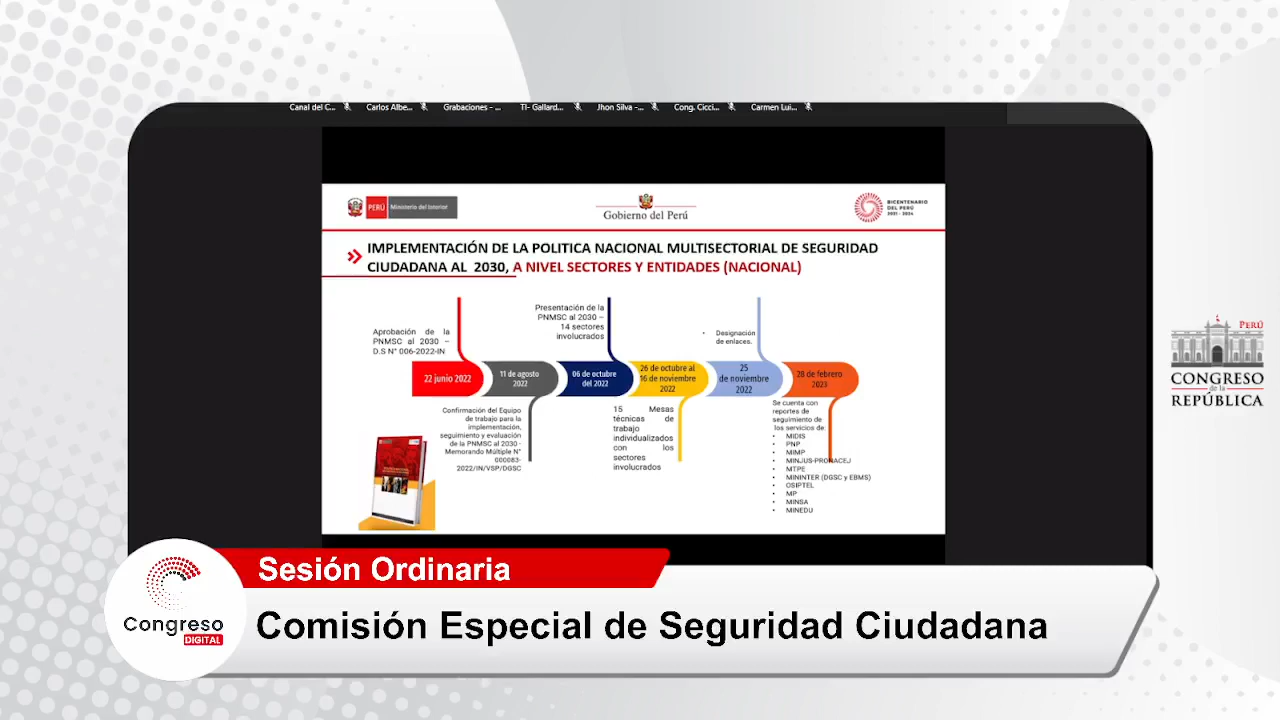 Canal del C...
Carlos Albe...
Grabaciones - ...
TI- Gallard...
Jhon Silva -...
Cong. Cicci...
Carmen Lui...
PERÚ
Ministerio del Interior
Gobierno del Perú
BICENTENARIO
DEL PERÚ
2021 - 2024
IMPLEMENTACIÓN DE LA POLITICA NACIONAL MULTISECTORIAL DE SEGURIDAD
CIUDADANA AL 2030, A NIVEL SECTORES Y ENTIDADES (NACIONAL)
Aprobación de la
PNMSC al 2030 –
D.S N° 006-2022-IN
Presentación de la
PNMSC al 2030 –
14 sectores
involucrados
• Designación
de enlaces.
22 junio 2022
11 de agosto
2022
06 de octubre
del 2022
26 de octubre al
16 de noviembre
2022
25
de noviembre
2022
28 de febrero
2023
Confirmación del Equipo
de trabajo para la
implementación,
seguimiento y evaluación
de la PNMSC al 2030 -
Memorando Múltiple N°
000083-
2022/IN/VSP/DGSC
15 Mesas
técnicas de
trabajo
individualizados
con los
sectores
involucrados
Se cuenta con
reportes de
seguimiento de
los servicios de:
• MIDIS
• PNP
• MIMP
• MINJUS-PRONACEJ
• MTPE
• MININTER (DGSC y EBMS)
• OSIPTEL
• MP
• MINSA
• MINEDU
PERÚ
CONGRESO
de la
REPÚBLICA
Sesión Ordinaria
Congreso
DIGITAL
Comisión Especial de Seguridad Ciudadana